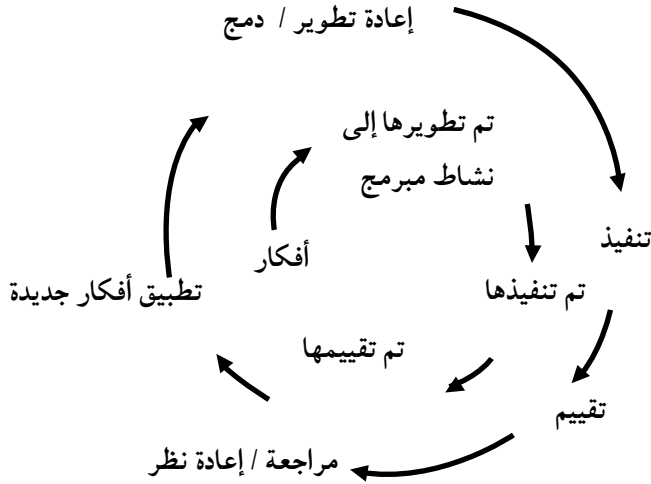 إعادة تطوير / دمج
تم تطويرها إلى
نشاط مبرمج
تنفيذ
أفكار
تم تنفيذها
تطبيق أفكار جديدة
تم تقييمها
تقييم
مراجعة / إعادة نظر